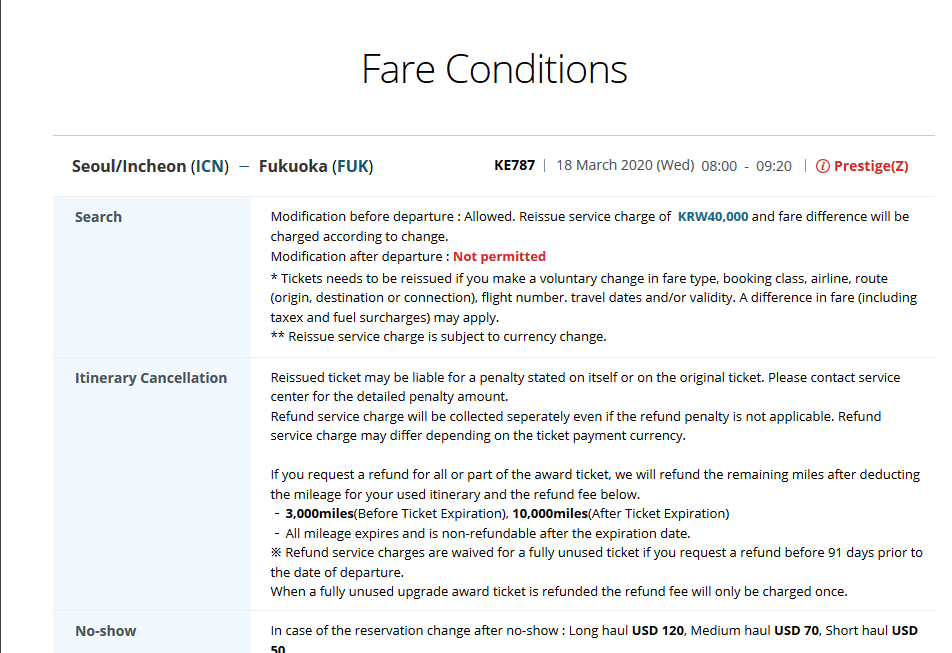 Fare Conditions
Seoul/Incheon (ICN) – Fukuoka (FUK) KE787 | 18 March 2020 (Wed) 08:00 - 09:20 | Prestige(Z)
Search
Modification before departure : Allowed. Reissue service charge of KRW40,000 and fare difference will be
charged according to change.
Modification after departure : Not permitted
* Tickets needs to be reissued if you make a voluntary change in fare type, booking class, airline, route
(origin, destination or connection), flight number. travel dates and/or validity. A difference in fare (including
taxex and fuel surcharges) may apply.
** Reissue service charge is subject to currency change.
Itinerary Cancellation
Reissued ticket may be liable for a penalty stated on itself or on the original ticket. Please contact service
center for the detailed penalty amount.
Refund service charge will be collected seperately even if the refund penalty is not applicable. Refund
service charge may differ depending on the ticket payment currency.
If you request a refund for all or part of the award ticket, we will refund the remaining miles after deducting
the mileage for your used itinerary and the refund fee below.
- 3,000miles(Before Ticket Expiration), 10,000miles(After Ticket Expiration)
- All mileage expires and is non-refundable after the expiration date.
※ Refund service charges are waived for a fully unused ticket if you request a refund before 91 days prior to
the date of departure.
When a fully unused upgrade award ticket is refunded the refund fee will only be charged once.
No-show
In case of the reservation change after no-show : Long haul USD 120, Medium haul USD 70, Short haul USD
50